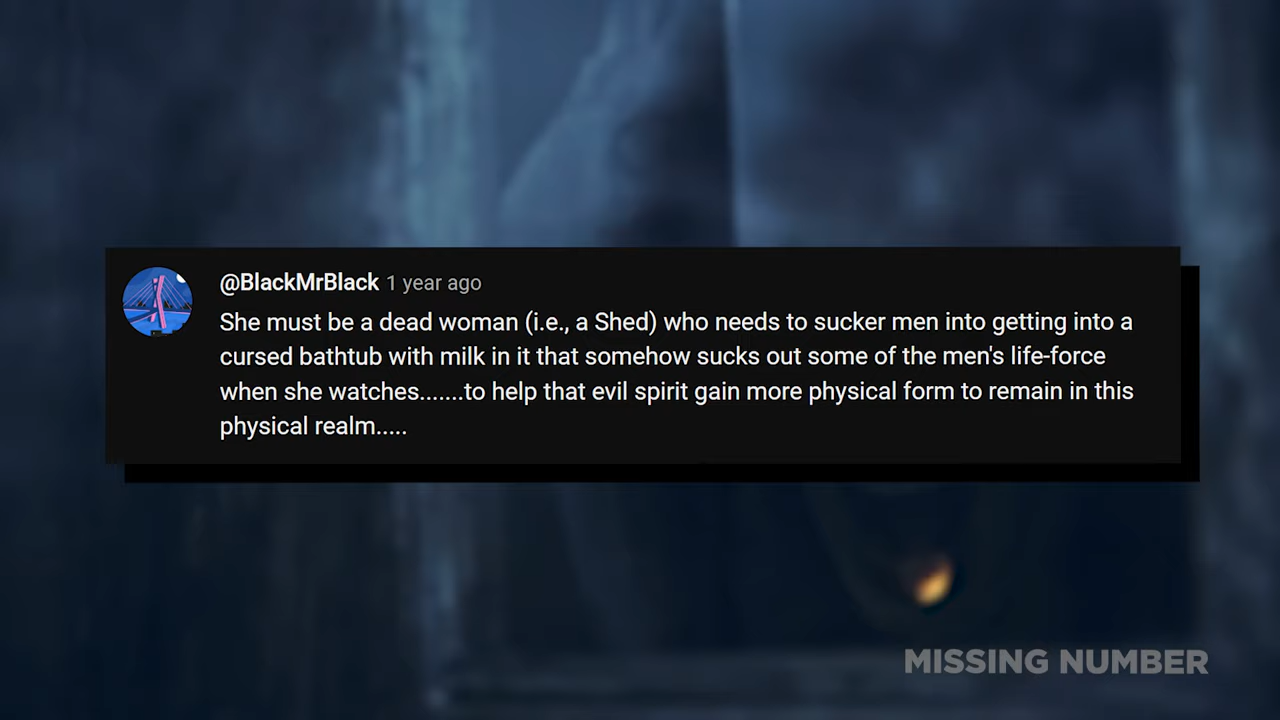 @BlackMrBlack 1 year ago
She must be a dead woman (i.e., a Shed) who needs to sucker men into getting into a
cursed bathtub with milk in it that somehow sucks out some of the men's life-force
when she watches.......to help that evil spirit gain more physical form to remain in this
physical realm.....
MISSING NUMBER